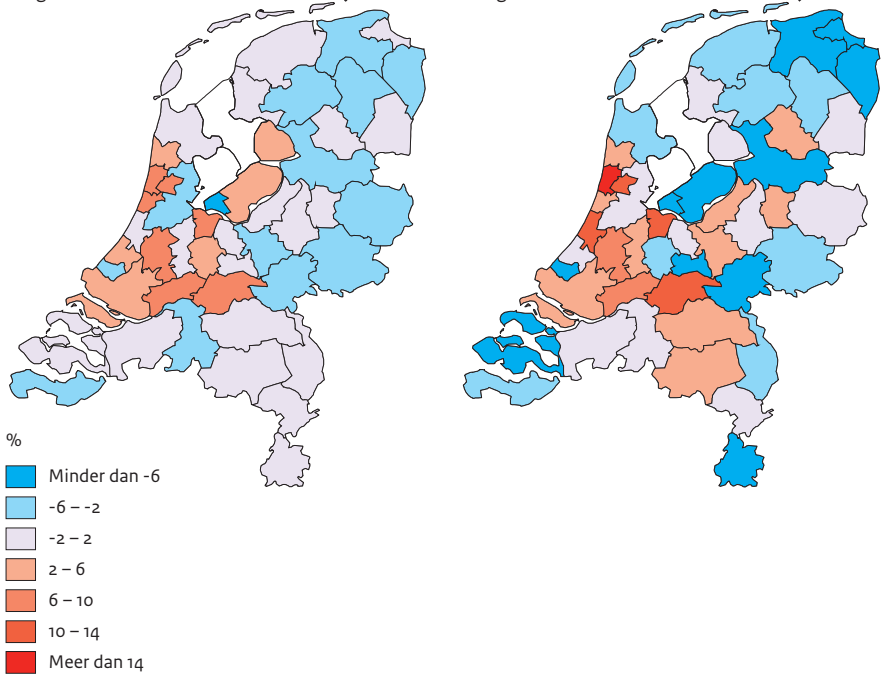 %
Minder dan -6
-6 – -2
-2 – 2
2 – 6
6 – 10
10 – 14
Meer dan 14